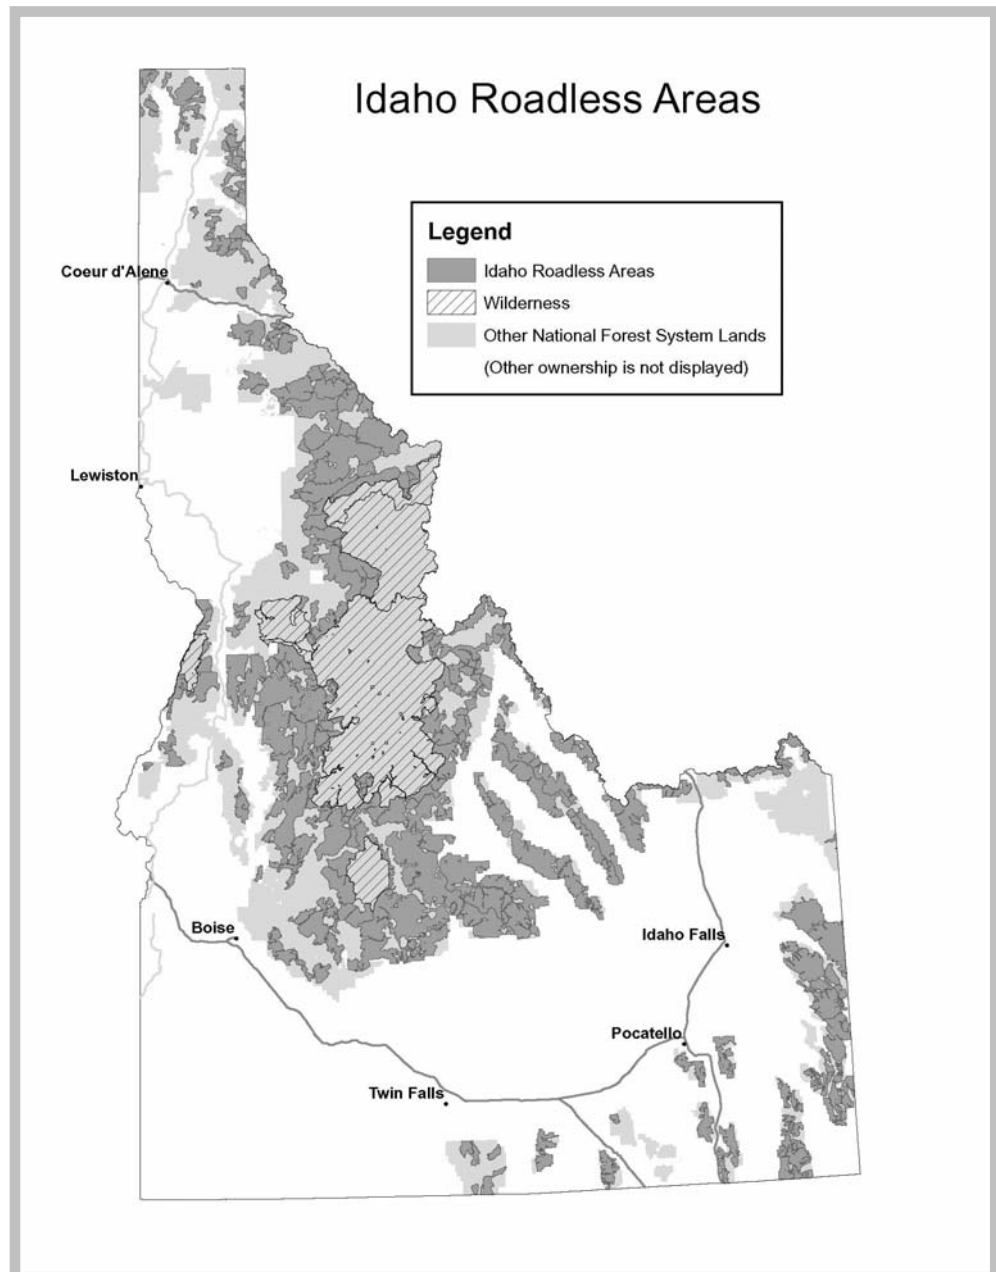 Idaho Roadless Areas
Legend
Idaho Roadless Areas
Wilderness
Other National Forest System Lands
(Other ownership is not displayed)
Coeur d'Alene
Lewiston
Boise
Idaho Falls
Pocatello
Twin Falls